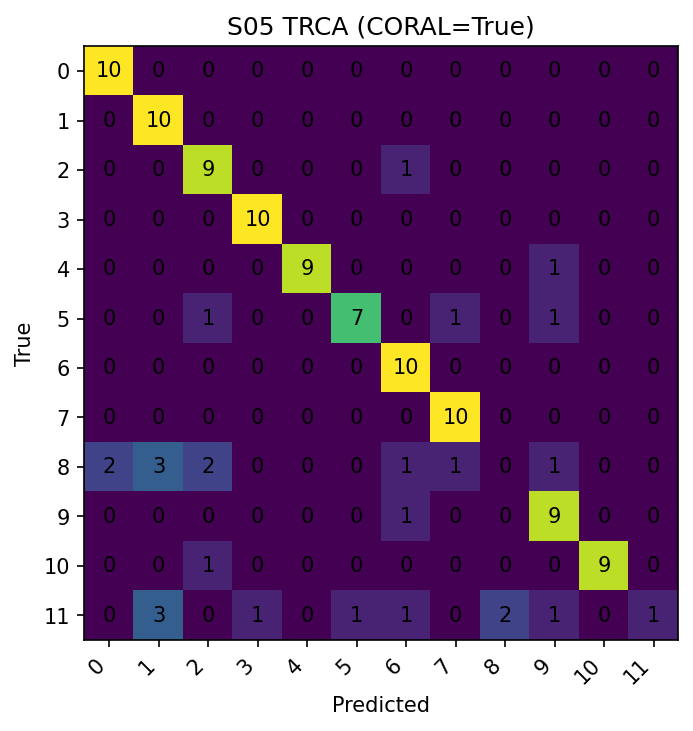 S05 TRCA (CORAL=True)
0 10 0 0 0 0 0 0 0 0 0 0 0
1 0 10 0 0 0 0 0 0 0 0 0 0
2 0 0 9 0 0 0 1 0 0 0 0 0
3 0 0 0 10 0 0 0 0 0 0 0 0
4 0 0 0 0 9 0 0 0 0 1 0 0
5 0 0 1 0 0 7 0 1 0 1 0 0
6 0 0 0 0 0 0 10 0 0 0 0 0
7 0 0 0 0 0 0 0 10 0 0 0 0
8 2 3 2 0 0 0 1 1 0 1 0 0
9 0 0 0 0 0 0 1 0 0 9 0 0
10 0 0 1 0 0 0 0 0 0 0 9 0
11 0 3 0 1 0 1 1 0 2 1 0 1
True
0 1 2 3 4 5 6 7 8 9 10 11
Predicted